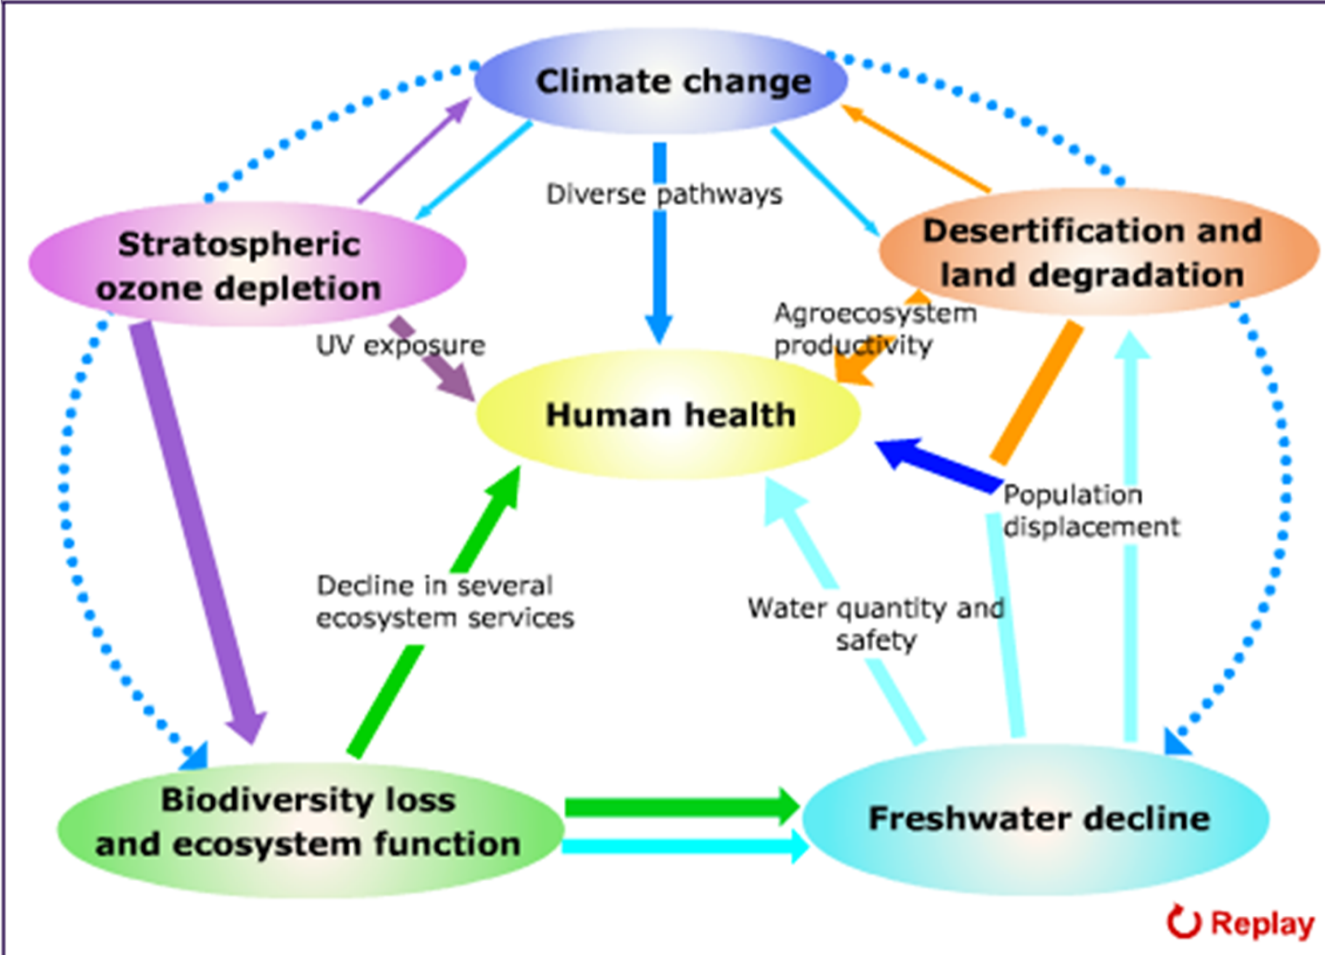 Climate change
Diverse pathways
Stratospheric
ozone depletion
Desertification and
land degradation
UV exposure
Agroecosystem
productivity
Human health
Population
displacement
Decline in several
ecosystem services
Water quantity and
safety
Biodiversity loss
and ecosystem function
Freshwater decline
Replay